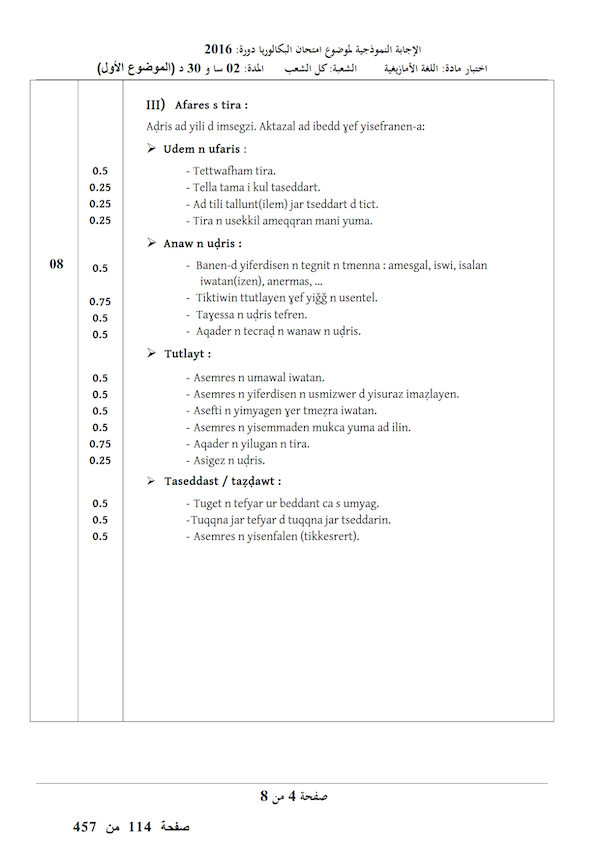 الإجابة النموذجية لموضوع امتحان البكالوريا دورة: 2016
اختبار مادة: اللغة الأمازيغية الشعبة: كل الشعب المدة: 02 سا و 30 د (الموضوع الأول)
III) Afares s tira :
Aḍris ad yili d imsegzi. Aktazal ad ibedd ɣef yisefranen-a:
➢ Udem n ufaris :
0.5 - Tettwafham tira.
0.25 - Tella tama i kul taseddart.
0.25 - Ad tili tallunt(ilem) jar tseddart d tict.
0.25 - Tira n usekkil ameqqran mani yuma.
➢ Anaw n uḍris :
08
0.5 - Banen-d yiferdisen n tegnit n tmenna : amesgal, iswi, isalan
iwatan(izen), anermas, ...
0.75 - Tiktiwin ttutlayen ɣef yiǧǧ n usentel.
0.5 - Taɣessa n uḍris tefren.
0.5 - Aqader n tecraḍ n wanaw n uḍris.
➢ Tutlayt :
0.5 - Asemres n umawal iwatan.
0.5 - Asemres n yiferdisen n usmizwer d yisuraz imaẓlayen.
0.5 - Asefti n yimyagen ɣer tmeẓra iwatan.
0.5 - Asemres n yisemmaden mukca yuma ad ilin.
0.75 - Aqader n yilugan n tira.
0.25 - Asigez n uḍris.
➢ Taseddast / taẓḍawt :
0.5 - Tuget n tefyar ur beddant ca s umyag.
0.5 -Tuqqna jar tefyar d tuqqna jar tseddarin.
0.5 - Asemres n yisenfalen (tikkesrert).
صفحة 4 من 8
صفحة 114 من 457